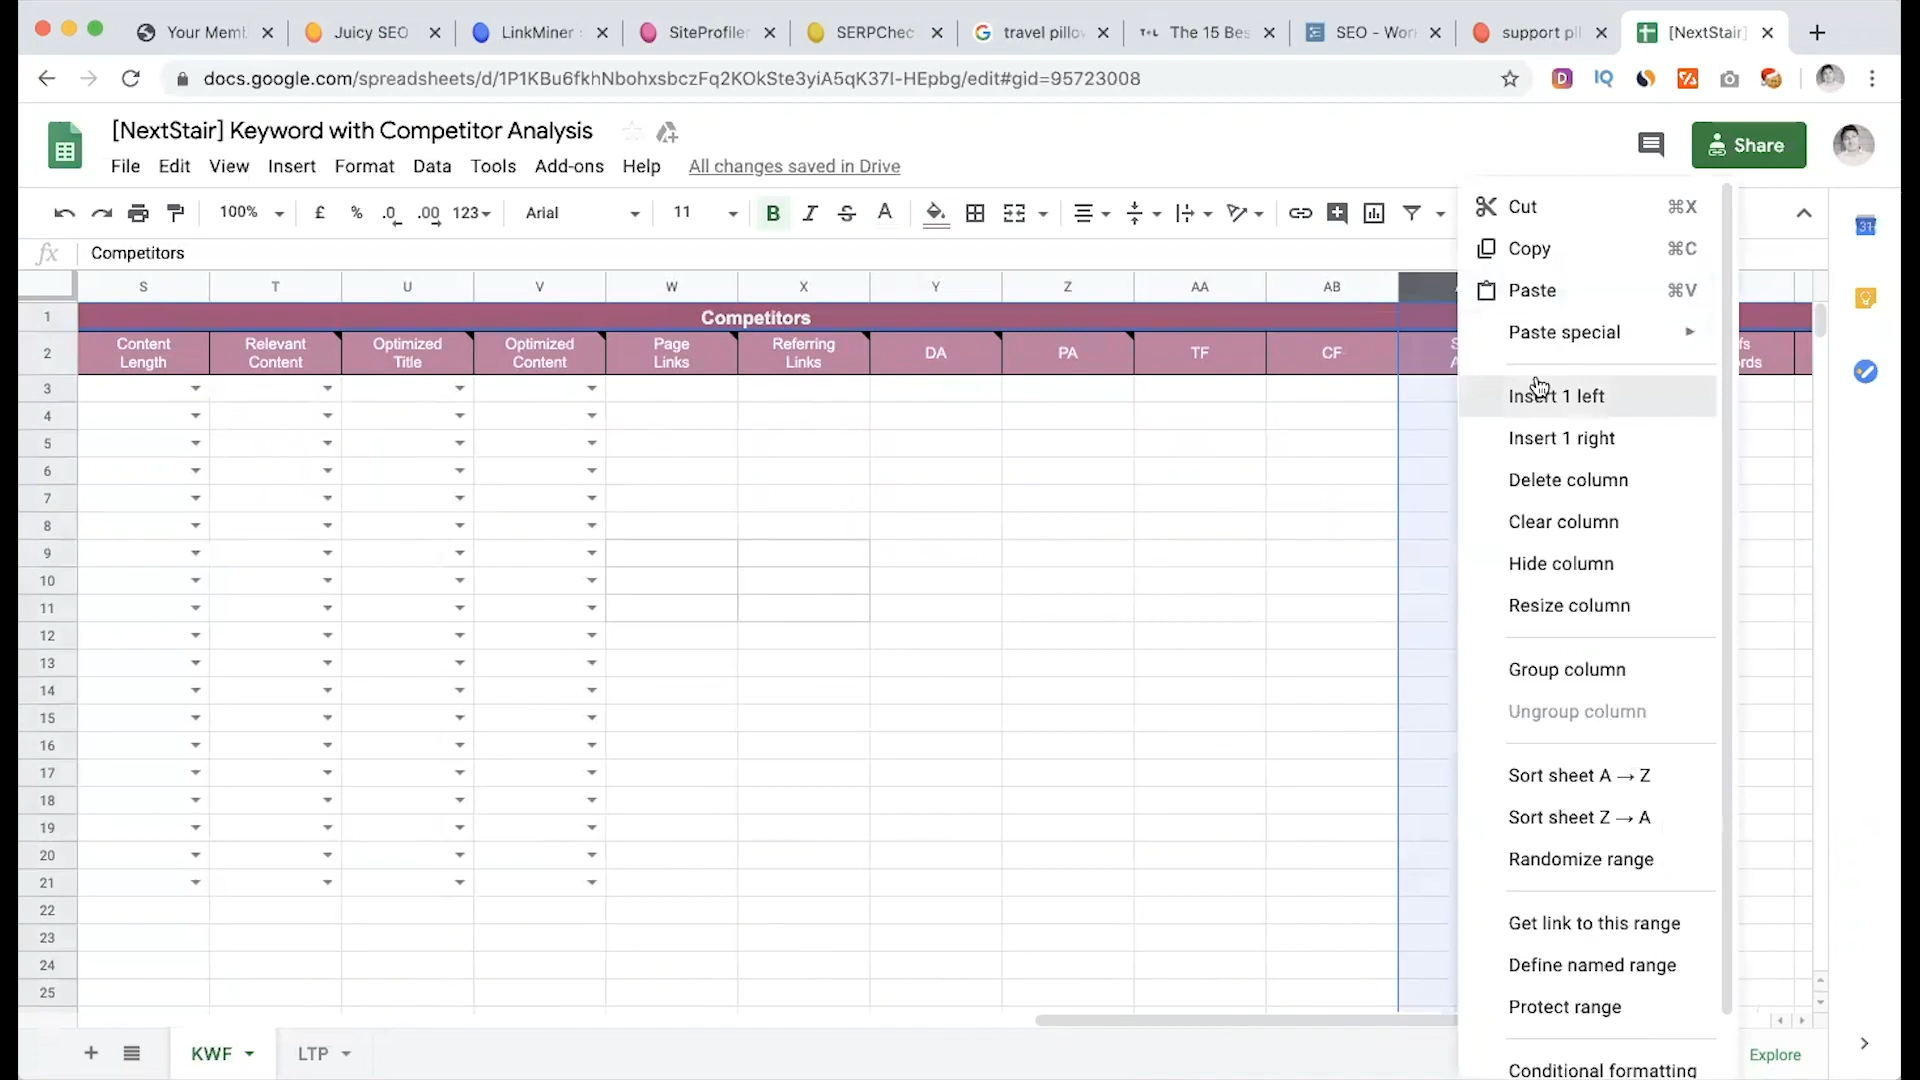 Your Meml
Juicy SEO
LinkMiner
SiteProfiler
SERPChec
travel pillo
T+L The 15 Bes
SEO - Wor
support pil
[NextStair]
docs.google.com/spreadsheets/d/1P1KBu6fkhNbohxsbczFq2KOkSte3yiA5qK37I-HEpbg/edit#gid=95723008
[NextStair] Keyword with Competitor Analysis
File Edit View Insert Format Data Tools Add-ons Help All changes saved in Drive
Share
100% £ % .0 .00 123 Arial 11 B I S A
fx Competitors
S T U V W X Y Z AA AB
1 Competitors
2 Content Length Relevant Content Optimized Title Optimized Content Page Links Referring Links DA PA TF CF
3
4
5
6
7
8
9
10
11
12
13
14
15
16
17
18
19
20
21
22
23
24
25
Cut ⌘X
Copy ⌘C
Paste ⌘V
Paste special
Insert 1 left
Insert 1 right
Delete column
Clear column
Hide column
Resize column
Group column
Ungroup column
Sort sheet A → Z
Sort sheet Z → A
Randomize range
Get link to this range
Define named range
Protect range
Conditional formatting
31
KWF LTP
Explore